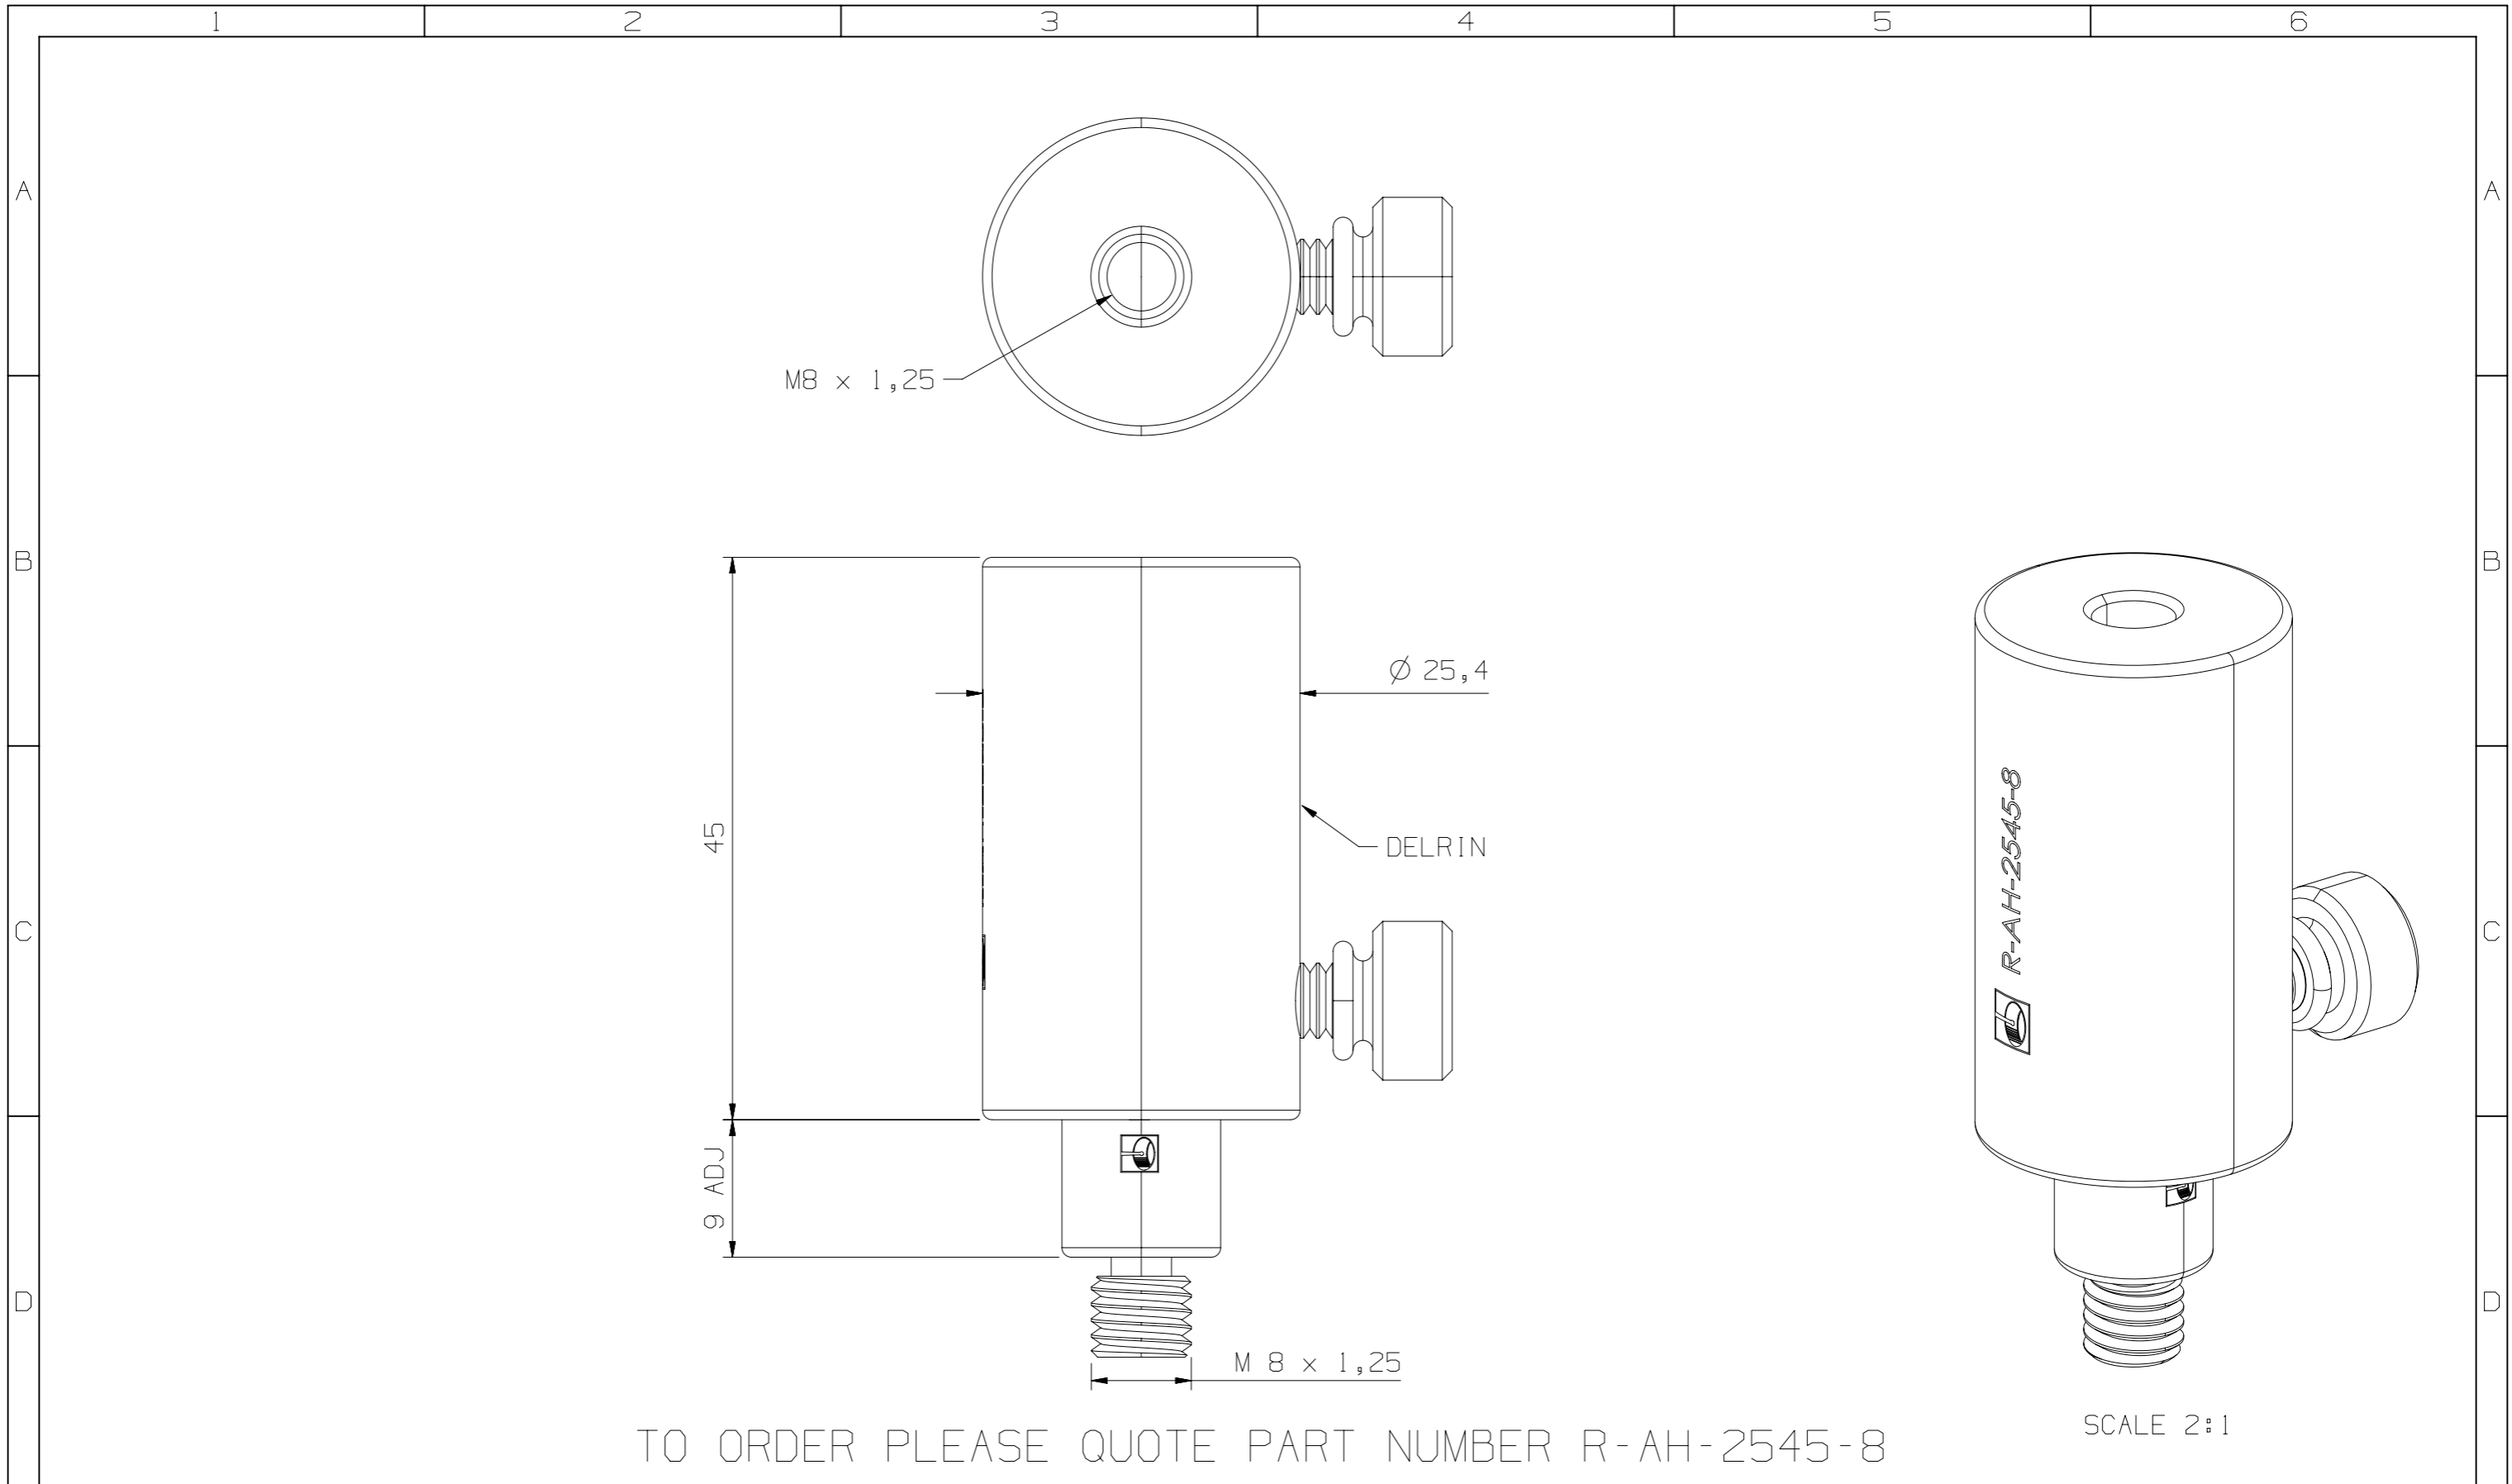 1 2 3 4 5 6
A A
M8 x 1,25
B B
Ø 25,4
45
DELRIN
R-AH-2545-8
C C
9 ADJ
D D
M 8 x 1,25
SCALE 2:1
TO ORDER PLEASE QUOTE PART NUMBER R-AH-2545-8